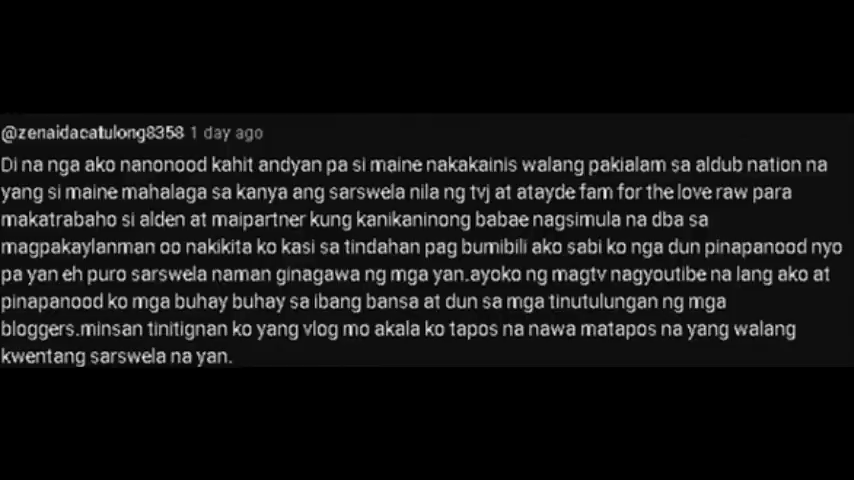 @zenaidacatulong8358 1 day ago
Di na nga ako nanonood kahit andyan pa si maine nakakainis walang pakialam sa aldub nation na
yang si maine mahalaga sa kanya ang sarswela nila ng tvj at atayde fam for the love raw para
makatrabaho si alden at maipartner kung kanikaninong babae nagsimula na dba sa
magpakaylanman oo nakikita ko kasi sa tindahan pag bumibili ako sabi ko nga dun pinapanood nyo
pa yan eh puro sarswela naman ginagawa ng mga yan.ayoko ng magtv nagyoutibe na lang ako at
pinapanood ko mga buhay buhay sa ibang bansa at dun sa mga tinutulungan ng mga
bloggers.minsan tinitignan ko yang vlog mo akala ko tapos na nawa matapos na yang walang
kwentang sarswela na yan.